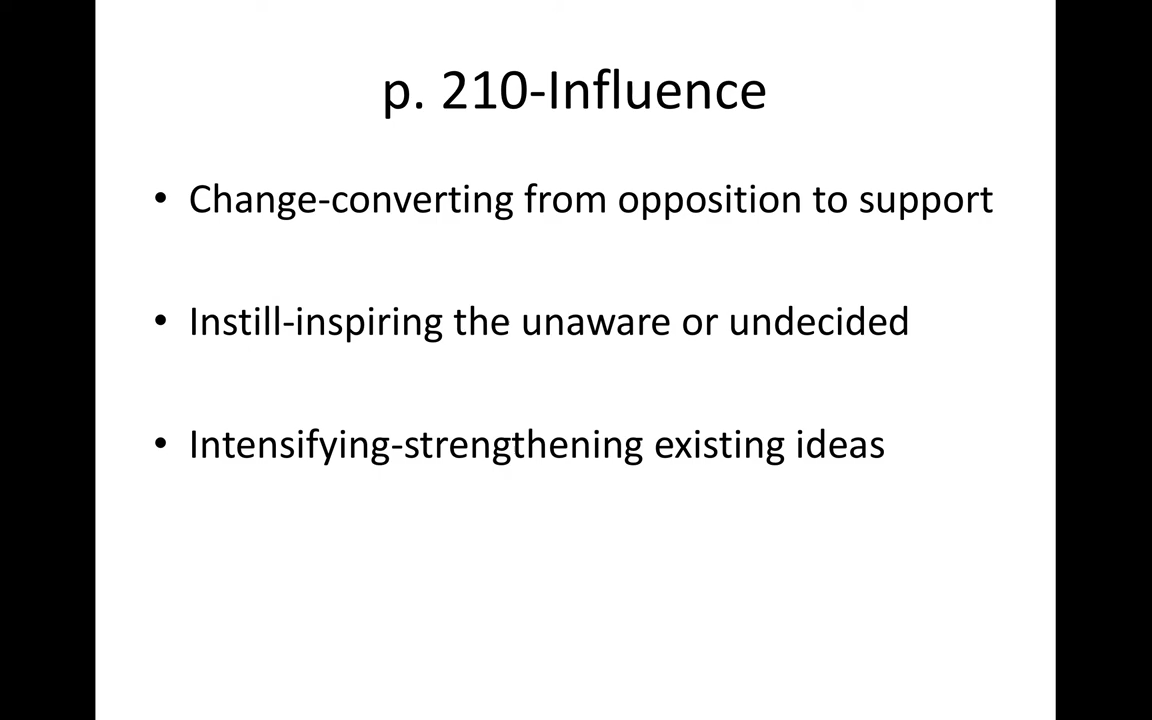 p. 210-Influence
• Change-converting from opposition to support
• Instill-inspiring the unaware or undecided
• Intensifying-strengthening existing ideas